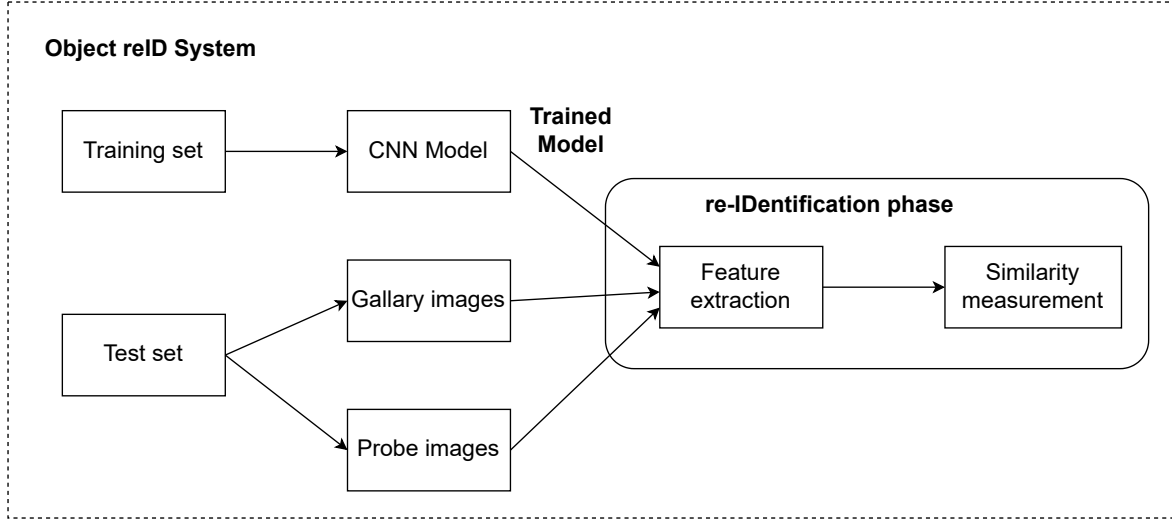 Object reID System
Training set
CNN Model
Trained
Model
re-IDentification phase
Feature
extraction
Similarity
measurement
Gallary images
Test set
Probe images